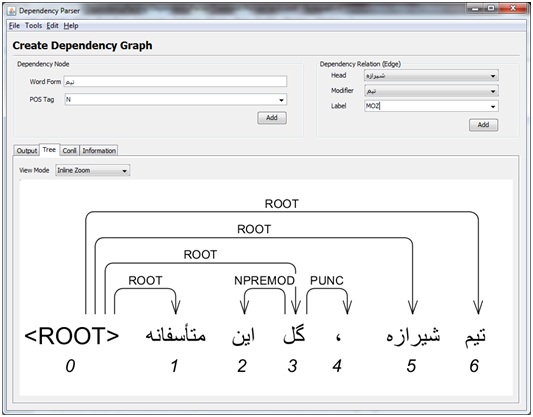 Dependency Parser
File Tools Edit Help
Create Dependency Graph
Dependency Node
Word Form تیم
POS Tag N
Add
Dependency Relation (Edge)
Head شیرازه
Modifier تیم
Label MOZ
Add
Output Tree Conll Information
View Mode Inline Zoom
ROOT
ROOT
ROOT
ROOT NPREMOD PUNC
<ROOT> متأسفانه این گل ، شیرازه تیم
0 1 2 3 4 5 6